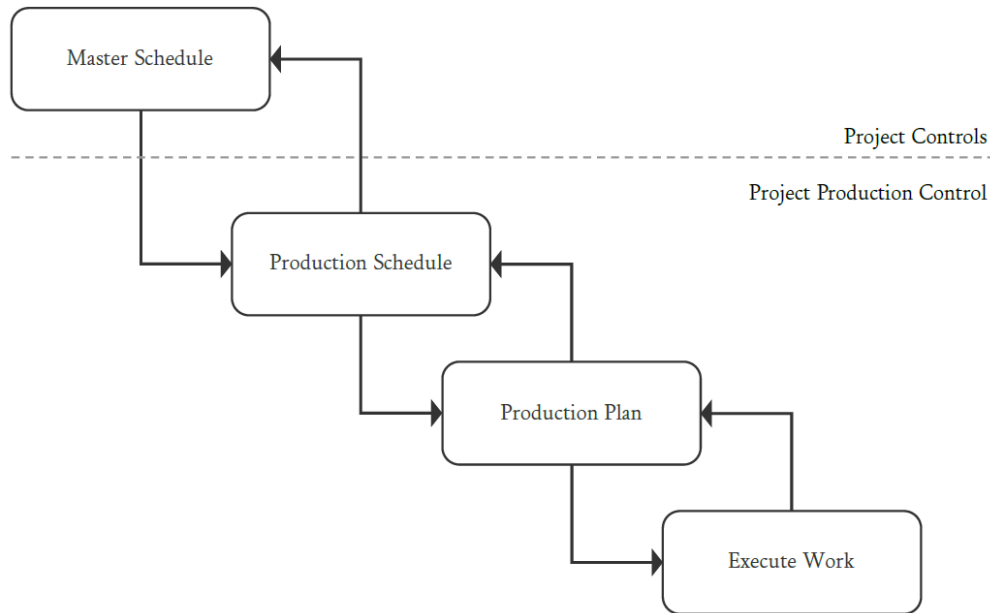 Master Schedule
Project Controls
Project Production Control
Production Schedule
Production Plan
Execute Work